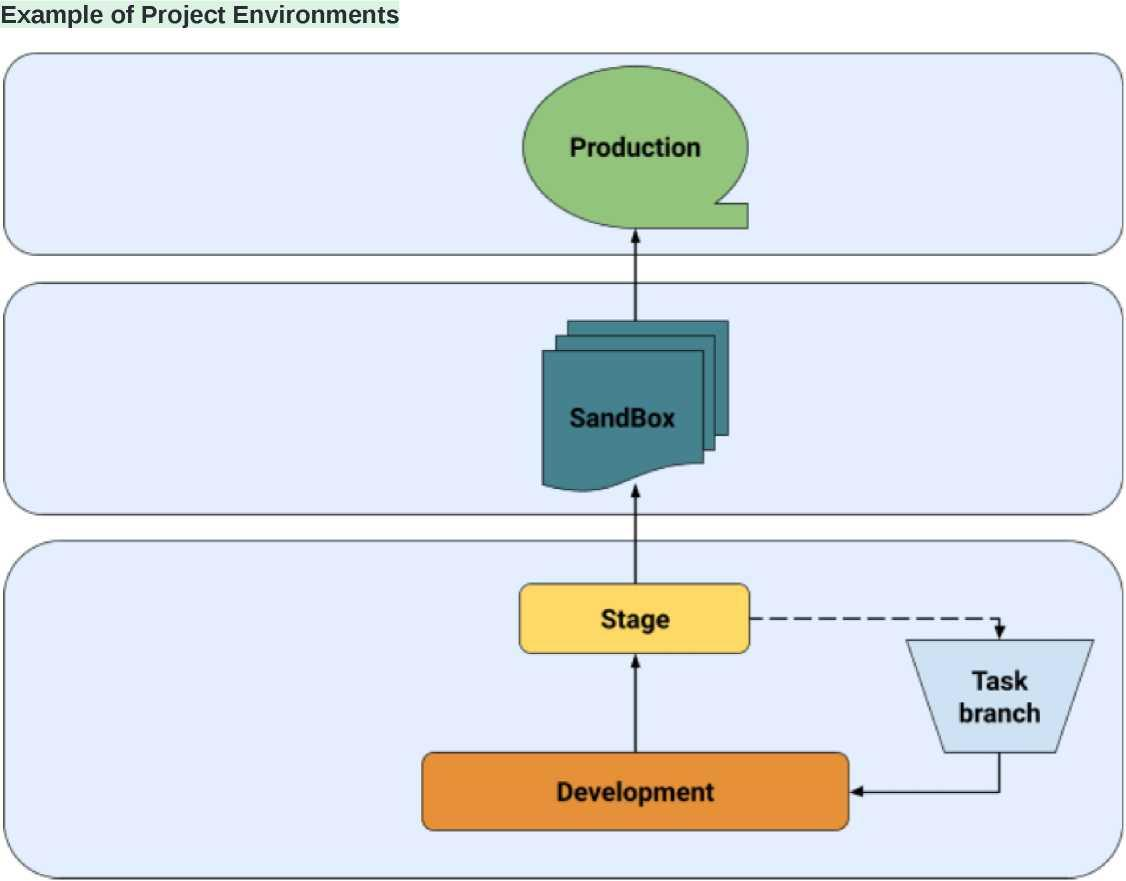 Example of Project Environments
Production
SandBox
Stage
Task
branch
Development